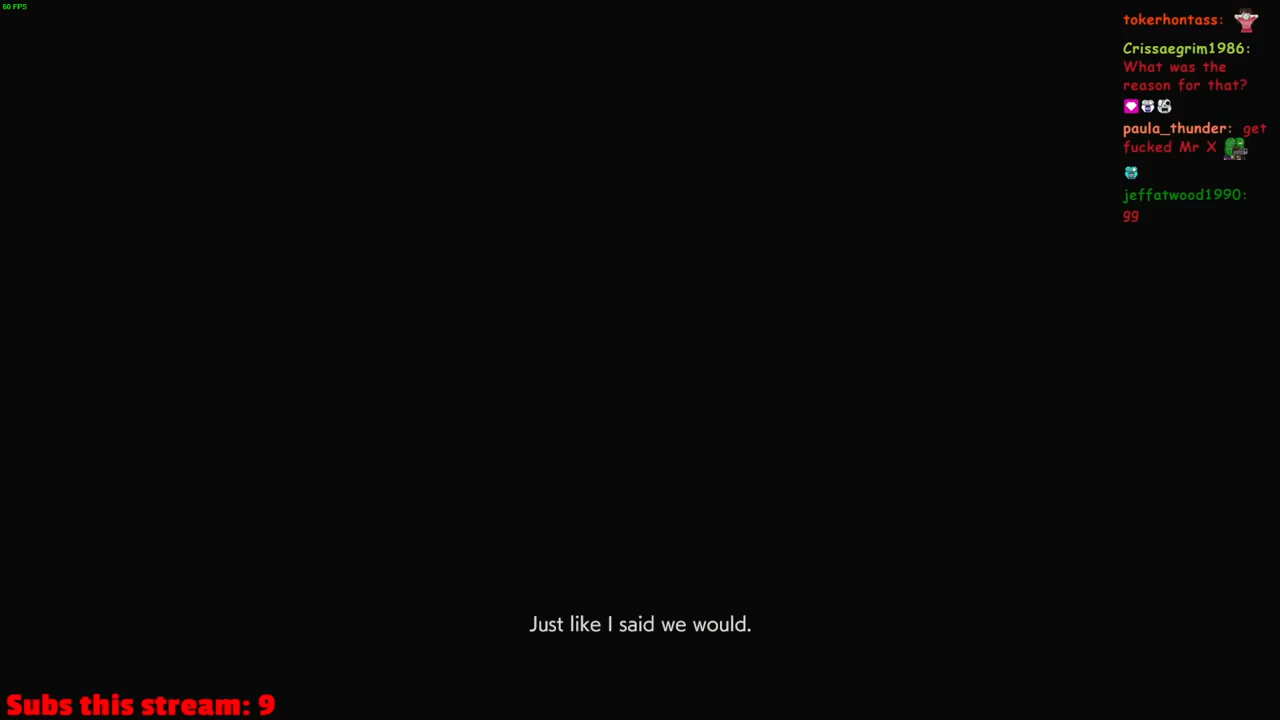 60 FPS
tokerhontass:
Crissaegrim1986:
What was the
reason for that?
paula_thunder: get
fucked Mr X
jeffatwood1990:
gg
Just like I said we would.
Subs this stream: 9